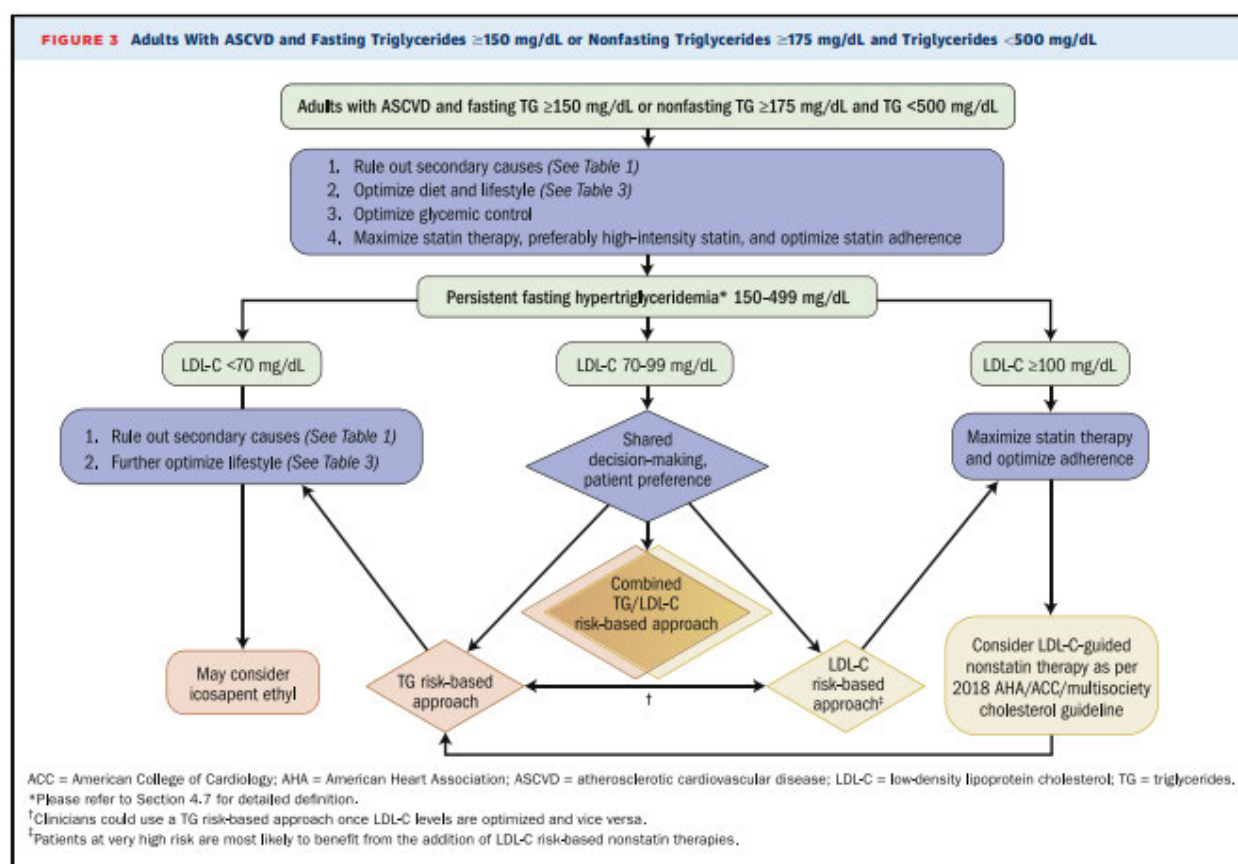 FIGURE 3 Adults With ASCVD and Fasting Triglycerides ≥150 mg/dL or Nonfasting Triglycerides ≥175 mg/dL and Triglycerides <500 mg/dL
Adults with ASCVD and fasting TG ≥150 mg/dL or nonfasting TG ≥175 mg/dL and TG <500 mg/dL
1. Rule out secondary causes (See Table 1)
2. Optimize diet and lifestyle (See Table 3)
3. Optimize glycemic control
4. Maximize statin therapy, preferably high-intensity statin, and optimize statin adherence
Persistent fasting hypertriglyceridemia* 150–499 mg/dL
LDL-C <70 mg/dL
LDL-C 70–99 mg/dL
LDL-C ≥100 mg/dL
1. Rule out secondary causes (See Table 1)
2. Further optimize lifestyle (See Table 3)
Shared
decision-making,
patient preference
Maximize statin therapy
and optimize adherence
Combined
TG/LDL-C
risk-based approach
May consider
icosapent ethyl
TG risk-based
approach
†
LDL-C
risk-based
approach‡
Consider LDL-C-guided
nonstatin therapy as per
2018 AHA/ACC/multisociety
cholesterol guideline
ACC = American College of Cardiology; AHA = American Heart Association; ASCVD = atherosclerotic cardiovascular disease; LDL-C = low-density lipoprotein cholesterol; TG = triglycerides.
*Please refer to Section 4.7 for detailed definition.
†Clinicians could use a TG risk-based approach once LDL-C levels are optimized and vice versa.
‡Patients at very high risk are most likely to benefit from the addition of LDL-C risk-based nonstatin therapies.